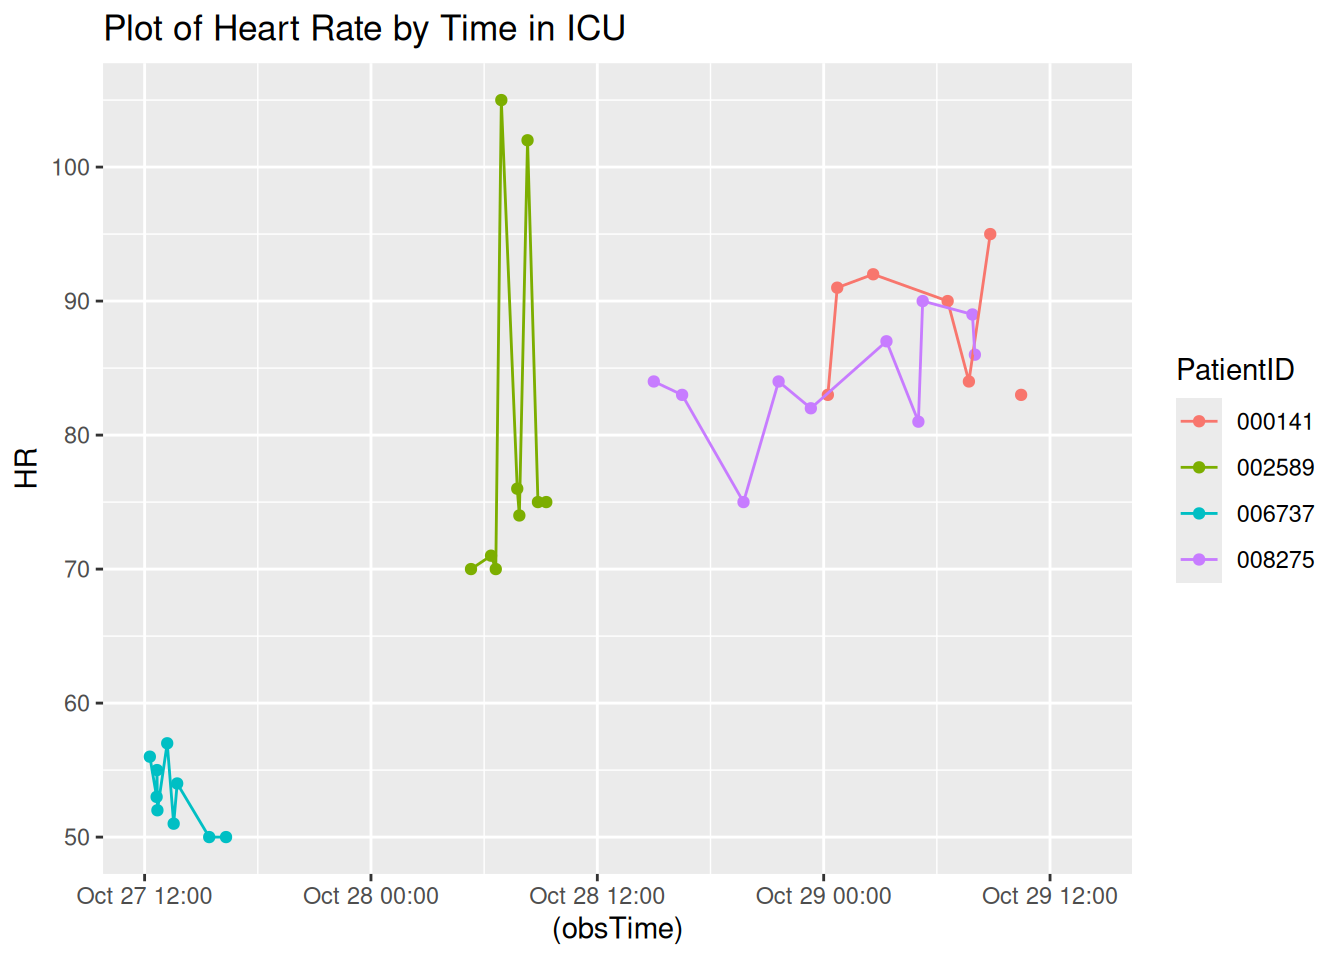 Plot of Heart Rate by Time in ICU
HR
100
90
80
70
60
50
Oct 27 12:00
Oct 28 00:00
Oct 28 12:00
Oct 29 00:00
Oct 29 12:00
(obsTime)
PatientID
000141
002589
006737
008275